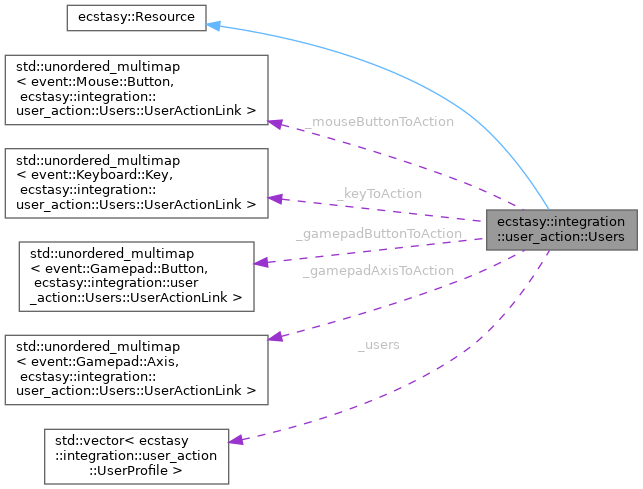 ecstasy::Resource
std::unordered_multimap
< event::Mouse::Button,
ecstasy::integration::
user_action::Users::UserActionLink >
_mouseButtonToAction
std::unordered_multimap
< event::Keyboard::Key,
ecstasy::integration::
user_action::Users::UserActionLink >
_keyToAction
ecstasy::integration
::user_action::Users
_gamepadButtonToAction
std::unordered_multimap
< event::Gamepad::Button,
ecstasy::integration::user
_action::Users::UserActionLink >
_gamepadAxisToAction
std::unordered_multimap
< event::Gamepad::Axis,
ecstasy::integration::
user_action::Users::UserActionLink >
_users
std::vector< ecstasy
::integration::user_action
::UserProfile >